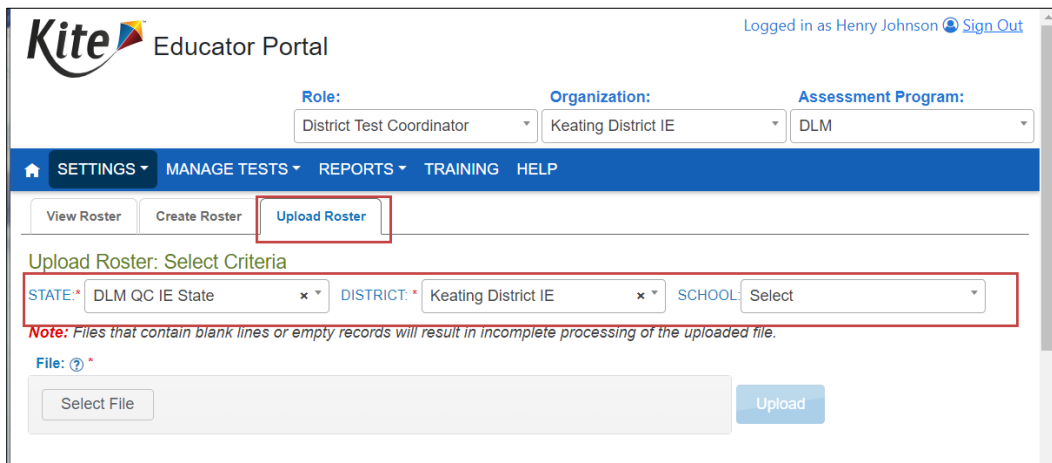 Kite Educator Portal
Logged in as Henry Johnson Sign Out
Role: Organization: Assessment Program:
District Test Coordinator Keating District IE DLM
SETTINGS MANAGE TESTS REPORTS TRAINING HELP
View Roster Create Roster Upload Roster
Upload Roster: Select Criteria
STATE:* DLM QC IE State × DISTRICT: * Keating District IE × SCHOOL: Select
Note: Files that contain blank lines or empty records will result in incomplete processing of the uploaded file.
File: ? *
Select File Upload